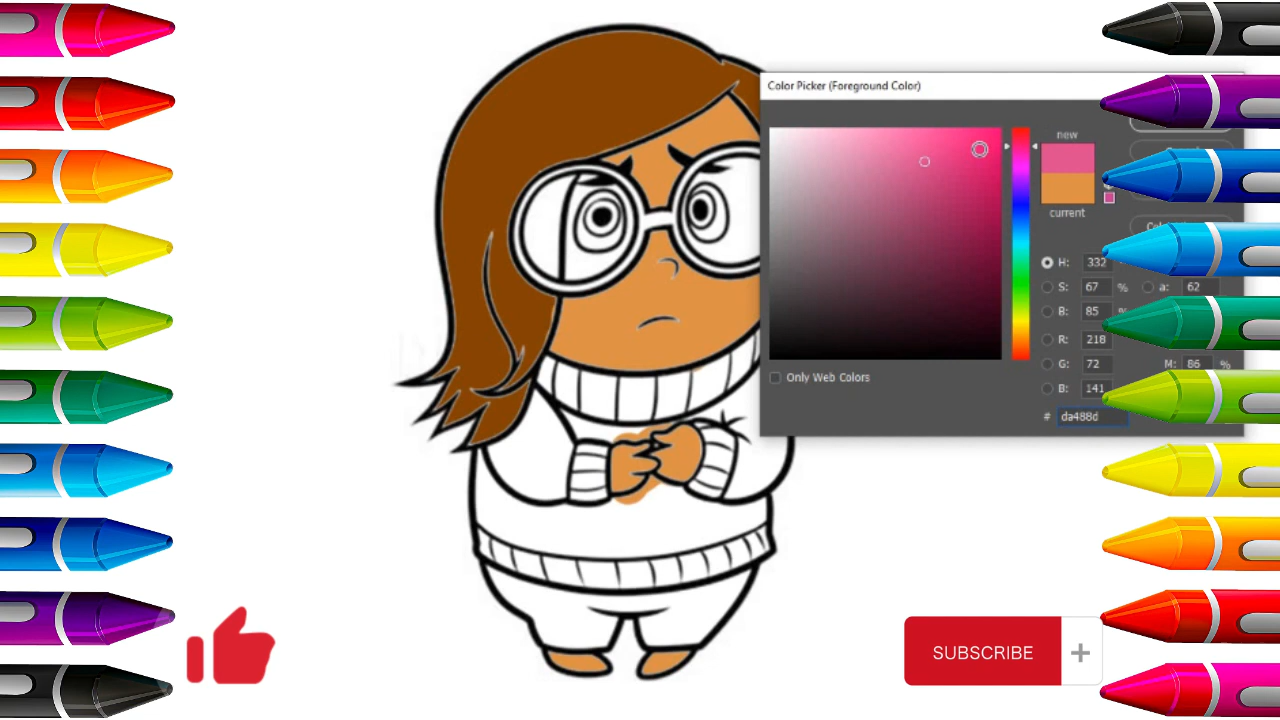 Color Picker (Foreground Color)
new
current
H: 332
S: 67 %
a: 62
B: 85 %
R: 218
G: 72
M: 86 %
B: 141
Only Web Colors
# da488d
SUBSCRIBE +